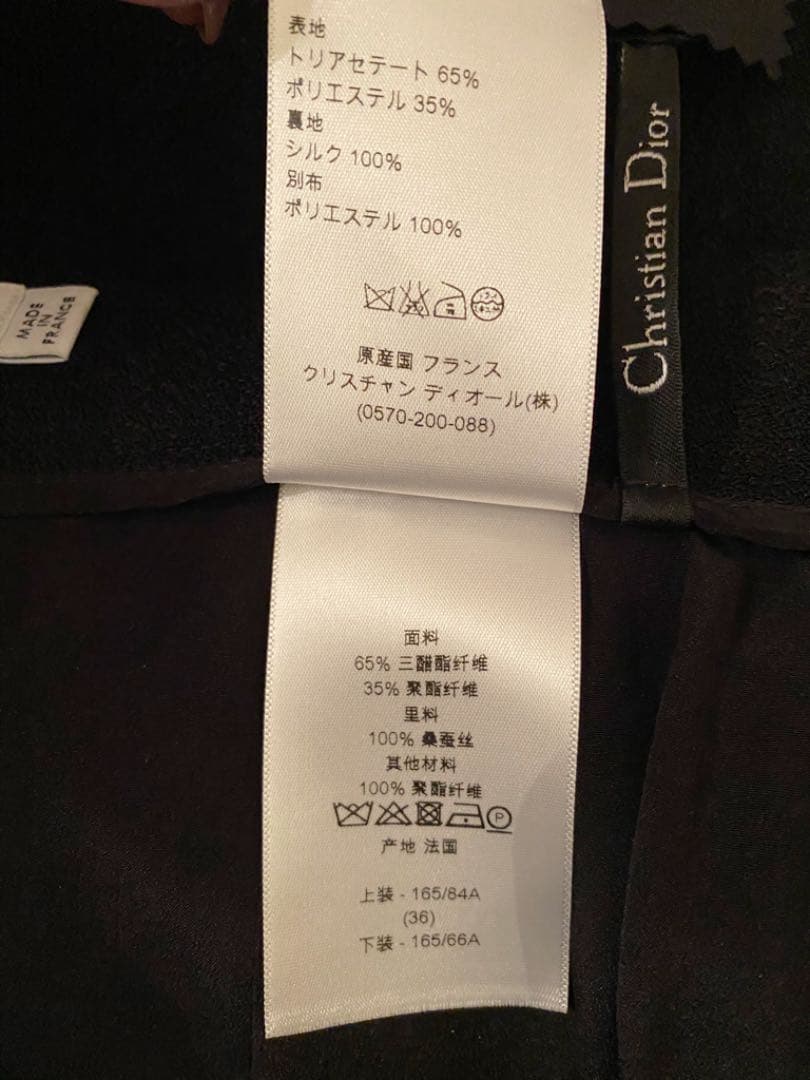 表地
トリアセテート 65%
ポリエステル 35%
裏地
シルク 100%
別布
ポリエステル 100%
原産国 フランス
クリスチャン ディオール(株)
(0570-200-088)
Christian Dior
MADE
IN
FRANCE
面料
65% 三醋酯纤维
35% 聚酯纤维
里料
100% 桑蚕丝
其他材料
100% 聚酯纤维
P
产地 法国
上装 - 165/84A
(36)
下装 - 165/66A